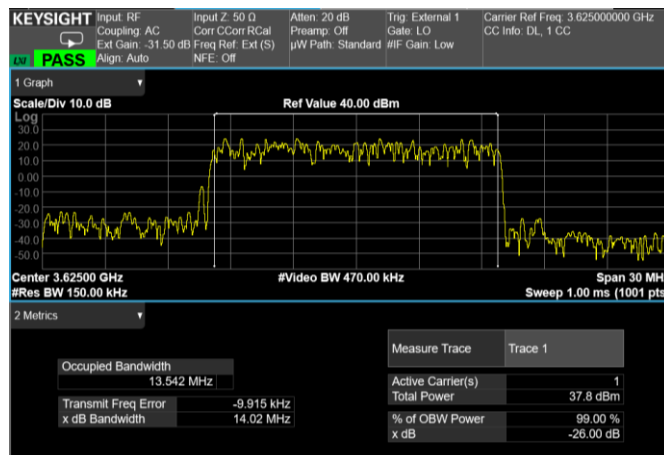 KEYSIGHT Input: RF Input Z: 50 Ω Atten: 20 dB Trig: External 1 Carrier Ref Freq: 3.625000000 GHz
Coupling: AC Corr CCorr RCal Preamp: Off Gate: LO CC Info: DL, 1 CC
Ext Gain: -31.50 dB Freq Ref: Ext (S) µW Path: Standard #IF Gain: Low
LXI PASS Align: Auto NFE: Off
1 Graph
Scale/Div 10.0 dB Ref Value 40.00 dBm
Log
30.0
20.0
10.0
0.00
-10.0
-20.0
-30.0
-40.0
-50.0
Center 3.62500 GHz #Video BW 470.00 kHz Span 30 MH
#Res BW 150.00 kHz Sweep 1.00 ms (1001 pts
2 Metrics
Measure Trace Trace 1
Occupied Bandwidth
13.542 MHz
Active Carrier(s) 1
Total Power 37.8 dBm
Transmit Freq Error -9.915 kHz
x dB Bandwidth 14.02 MHz
% of OBW Power 99.00 %
x dB -26.00 dB